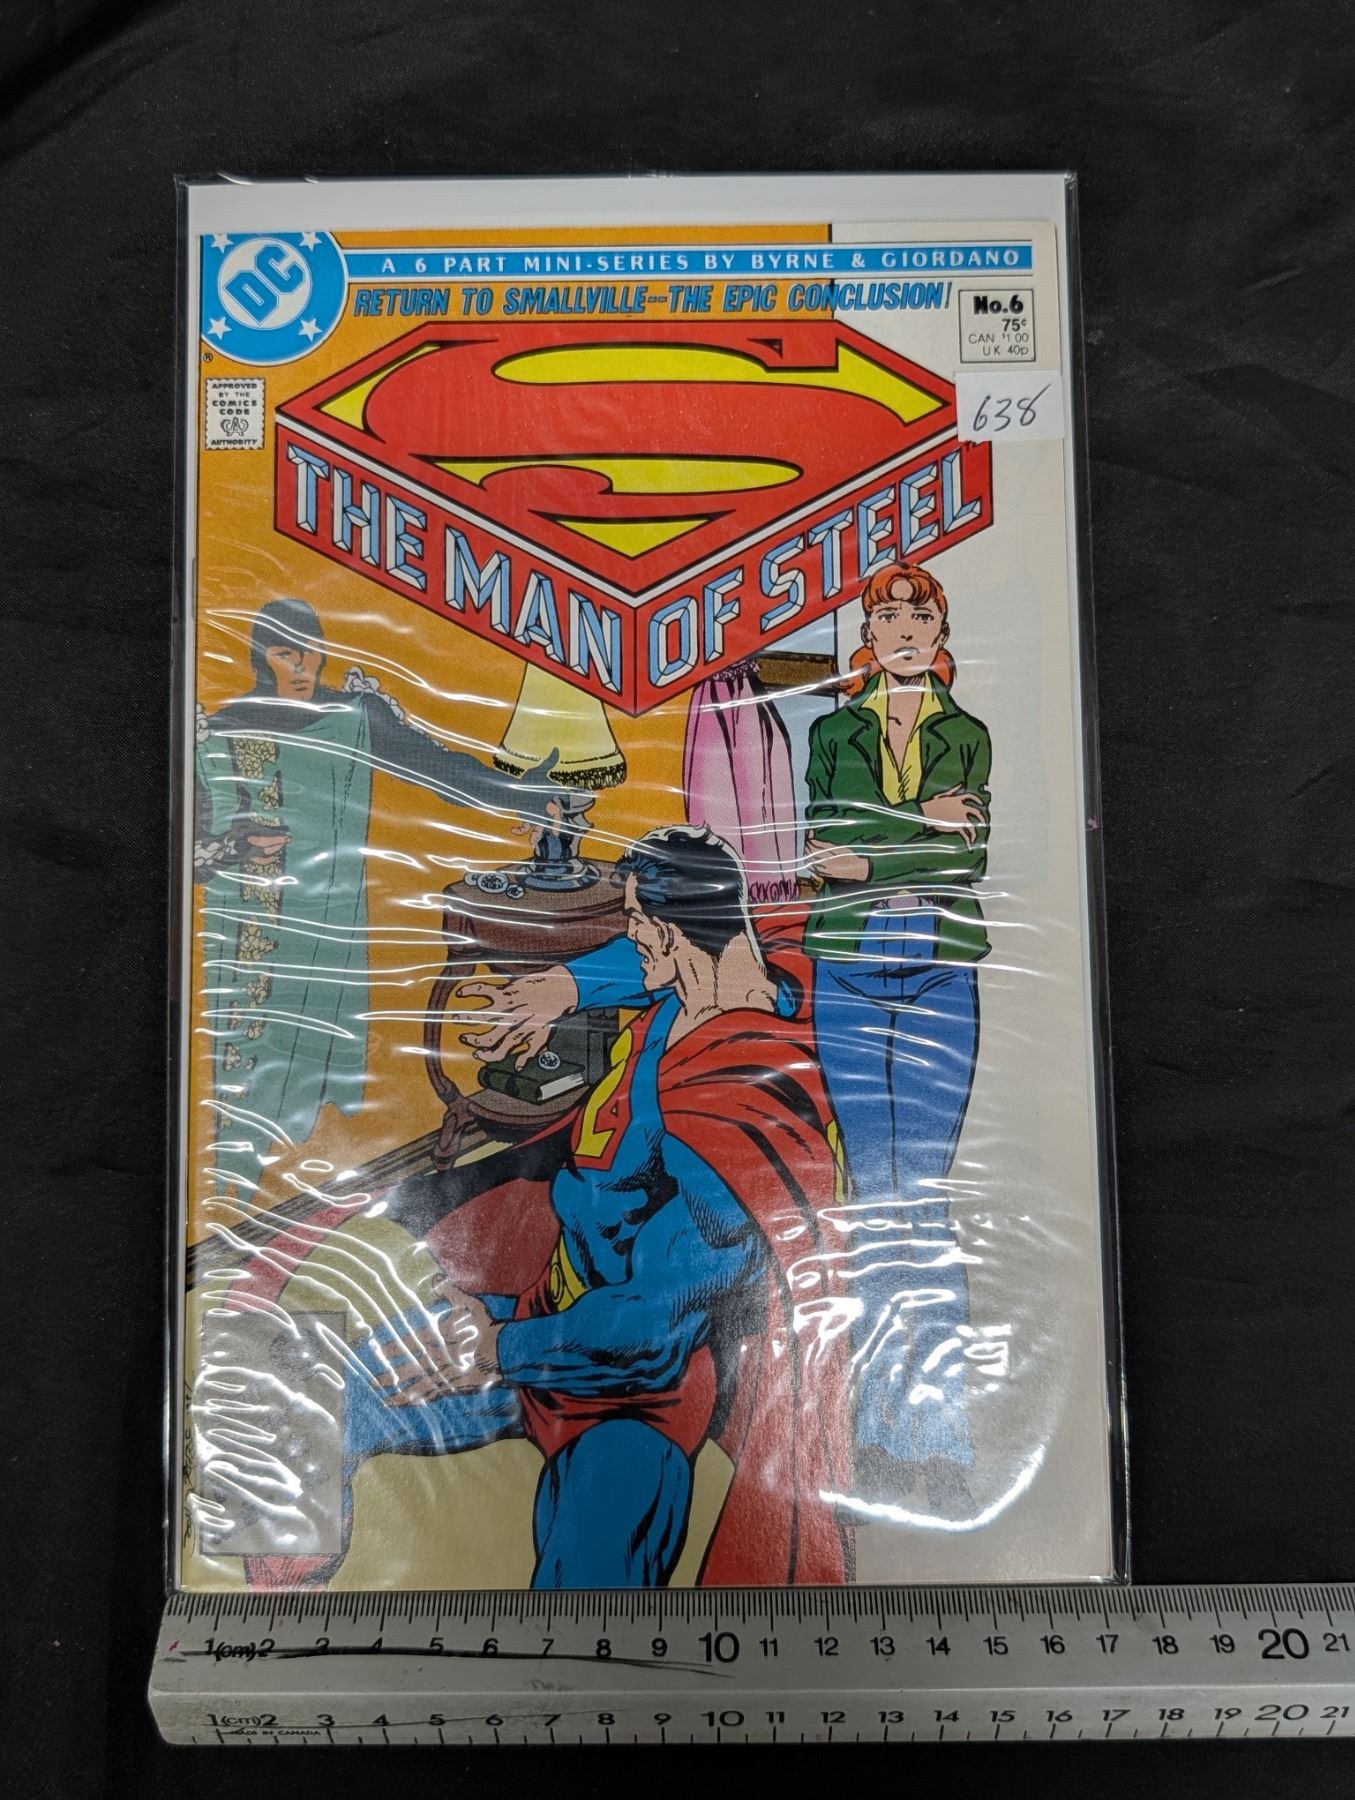 DC
A 6 PART MINI-SERIES BY BYRNE & GIORDANO
RETURN TO SMALLVILLE--THE EPIC CONCLUSION!
No.6
75¢
CAN $1.00
UK 40p
®
APPROVED
BY THE
COMICS
CODE
CA
AUTHORITY
638
S
THE MAN OF STEEL
1(cm)2 3 4 5 6 7 8 9 10 11 12 13 14 15 16 17 18 19 20 21
1(cm)2 3 4 5 6 7 8 9 10 11 12 13 14 15 16 17 18 19 20 21
MADE IN CANADA